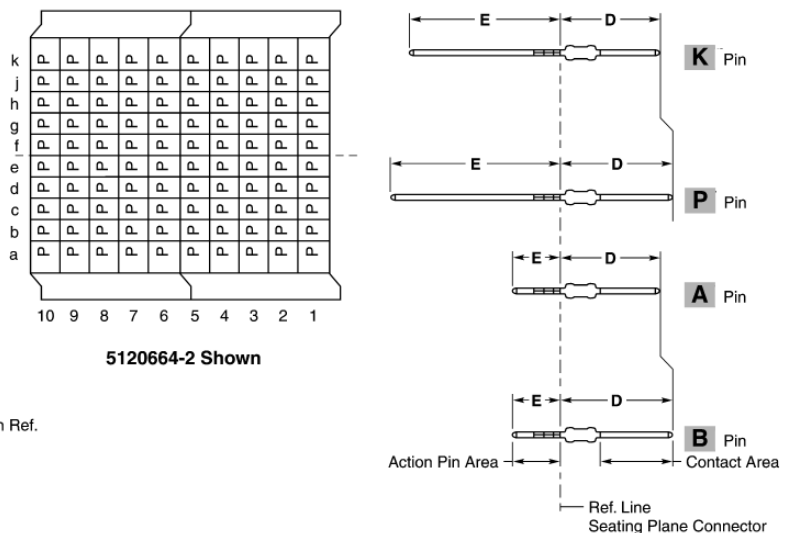 k P P P P P P P P P P
j P P P P P P P P P P
h P P P P P P P P P P
g P P P P P P P P P P
f P P P P P P P P P P
e P P P P P P P P P P
d P P P P P P P P P P
c P P P P P P P P P P
b P P P P P P P P P P
a P P P P P P P P P P
10 9 8 7 6 5 4 3 2 1
5120664-2 Shown
Ref.
E D
K Pin
E D
P Pin
E D
A Pin
E D
B Pin
Action Pin Area
Contact Area
Ref. Line
Seating Plane Connector